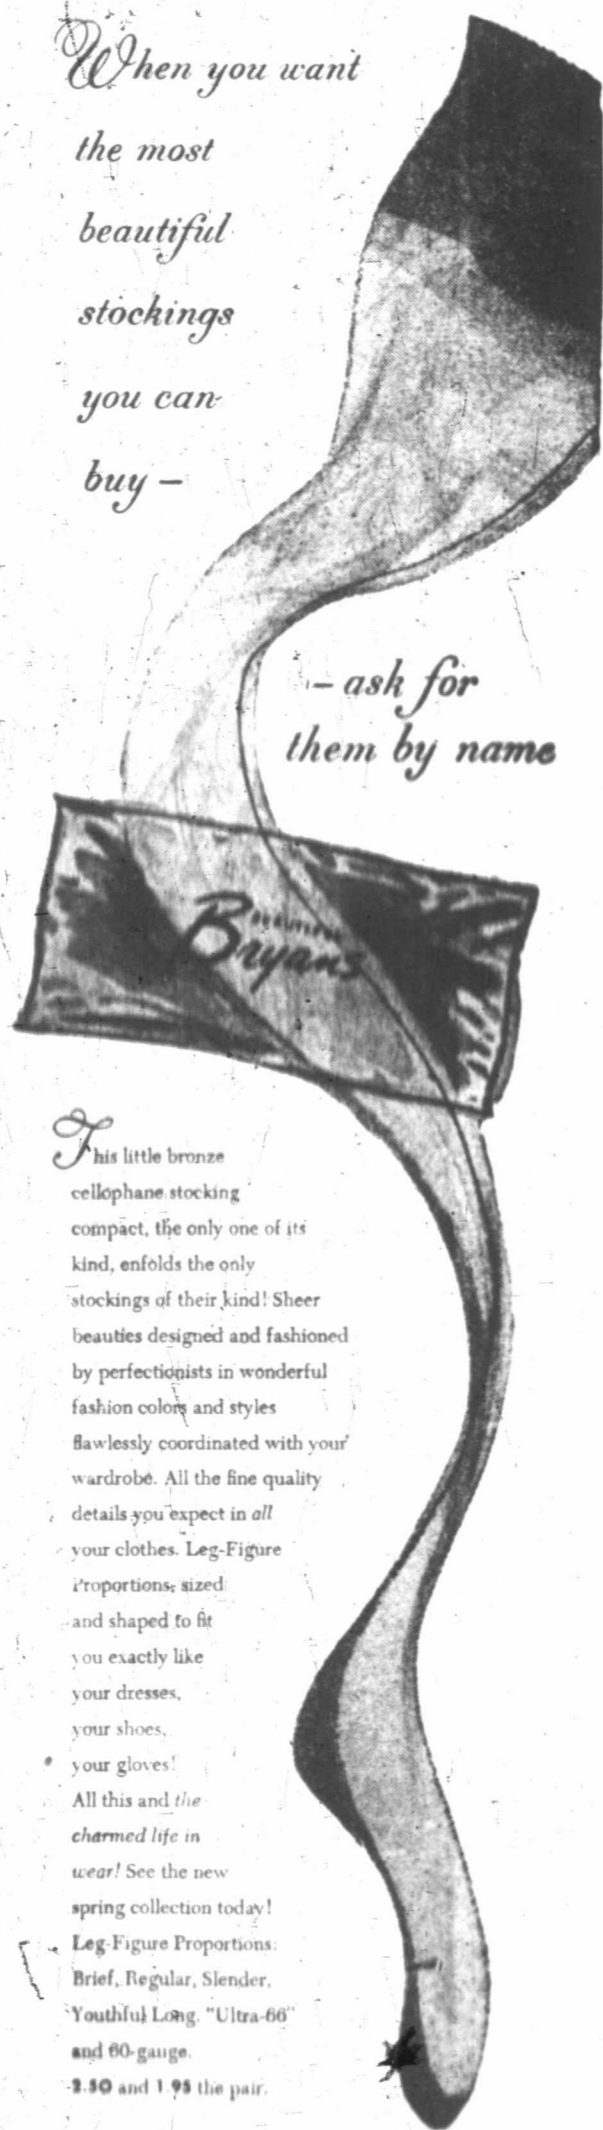 When you want
the most
beautiful
stockings
you can
buy —
— ask for
them by name
BEAUTIFUL
Bryans
This little bronze
cellophane stocking
compact, the only one of its
kind, enfolds the only
stockings of their kind! Sheer
beauties designed and fashioned
by perfectionists in wonderful
fashion colors and styles
flawlessly coordinated with your
wardrobe. All the fine quality
details you expect in all
your clothes. Leg-Figure
Proportions, sized
and shaped to fit
you exactly like
your dresses,
your shoes,
your gloves!
All this and the
charmed life in
wear! See the new
spring collection today!
Leg-Figure Proportions:
Brief, Regular, Slender,
Youthful Long. "Ultra-66"
and 60-gauge.
2.50 and 1.95 the pair.